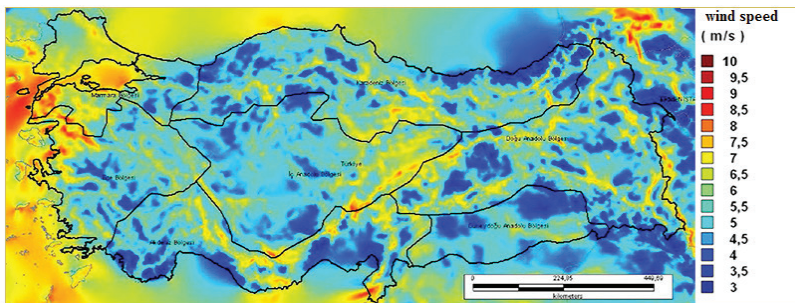 wind speed
( m/s )
10
9,5
9
8,5
8
7,5
7
6,5
6
5,5
5
4,5
4
3,5
3
Marmara Bölgesi
Karadeniz Bölgesi
Doğu Anadolu Bölgesi
Türkiye
İç Anadolu Bölgesi
Ege Bölgesi
Akdeniz Bölgesi
Güneydoğu Anadolu Bölgesi
0 224,85 449,69
kilometers